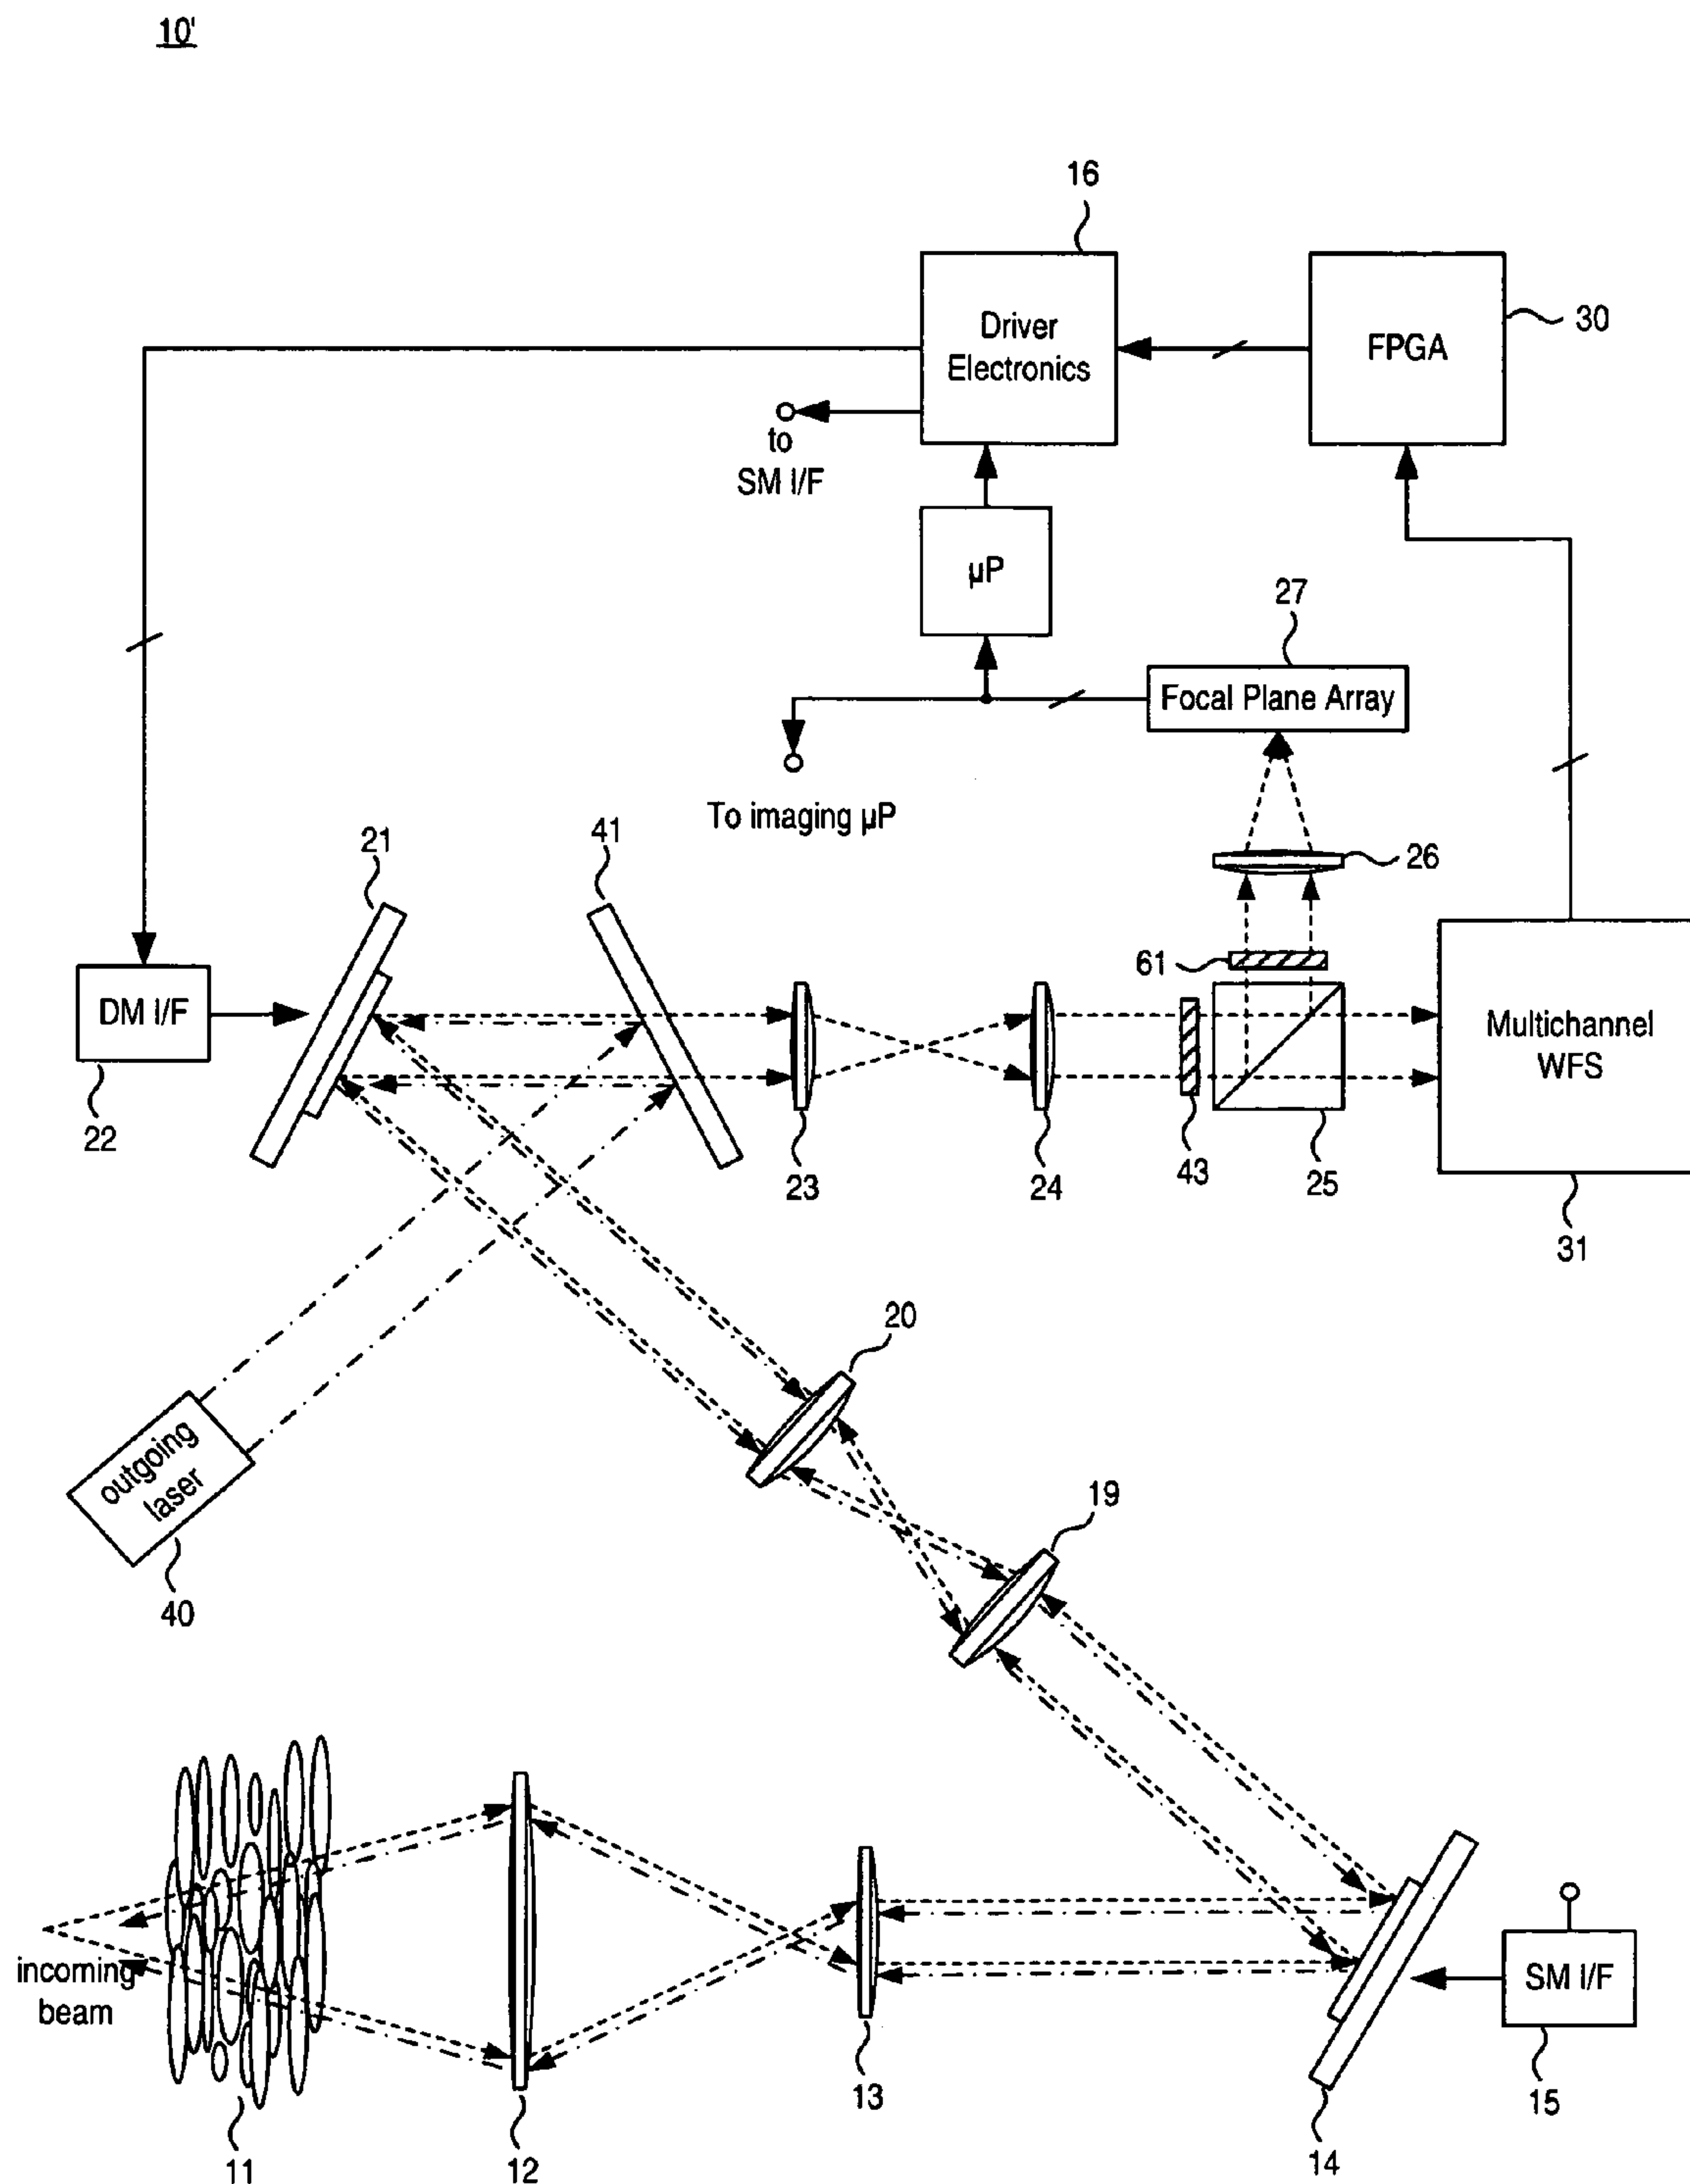 10'
16
Driver
Electronics
FPGA
30
to
SM I/F
µP
27
Focal Plane Array
To imaging µP
21
41
26
61
DM I/F
22
23
24
43
25
Multichannel
WFS
31
20
outgoing
laser
40
19
incoming
beam
SM I/F
15
13
14
11
12